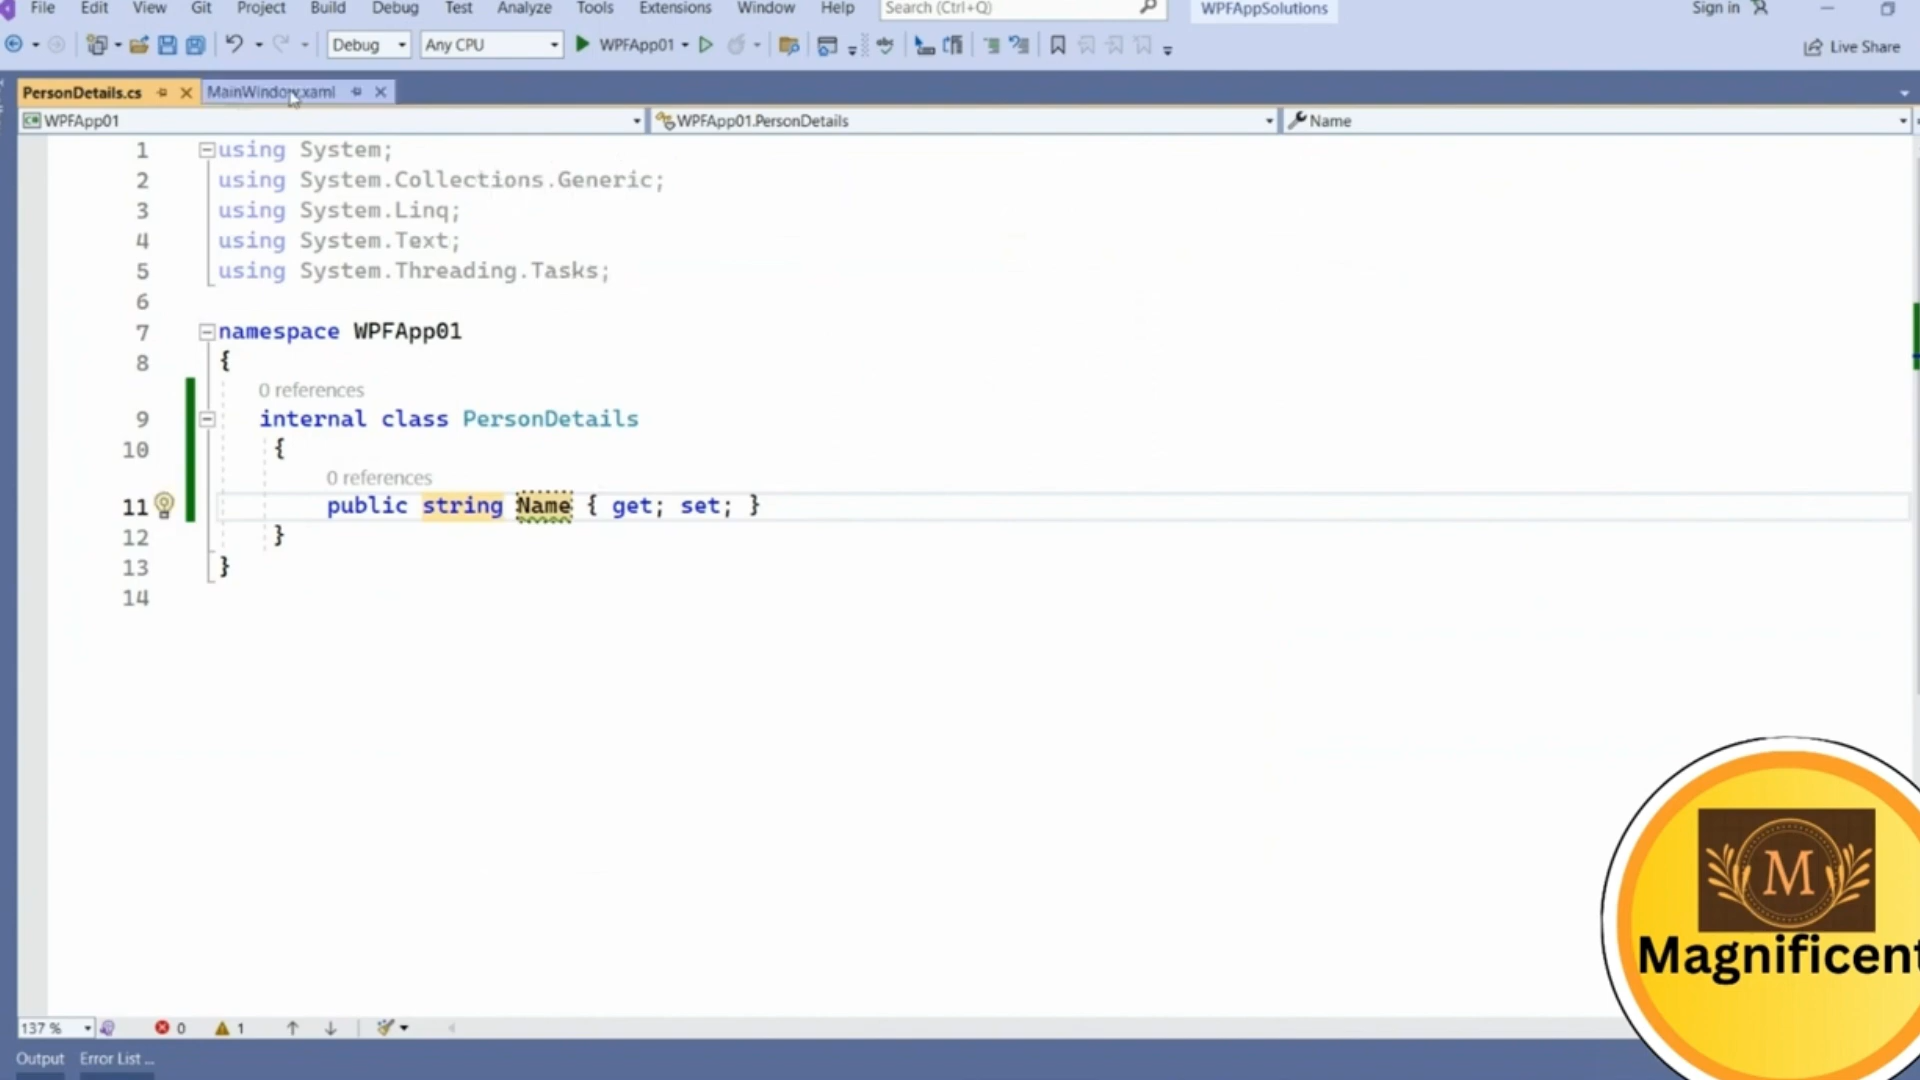 File Edit View Git Project Build Debug Test Analyze Tools Extensions Window Help Search (Ctrl+Q) WPFAppSolutions Sign in
Debug Any CPU WPFApp01 Live Share
PersonDetails.cs MainWindow.xaml
WPFApp01 WPFApp01.PersonDetails Name
1 using System;
2 using System.Collections.Generic;
3 using System.Linq;
4 using System.Text;
5 using System.Threading.Tasks;
6
7 namespace WPFApp01
8 {
0 references
9 internal class PersonDetails
10 {
0 references
11 public string Name { get; set; }
12 }
13 }
14
M
Magnificent
137 % 0 1
Output Error List ...